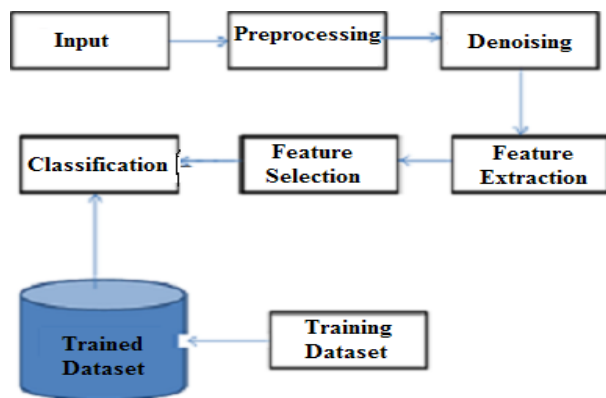 Input
Preprocessing
Denoising
Classification
Feature
Selection
Feature
Extraction
Trained
Dataset
Training
Dataset